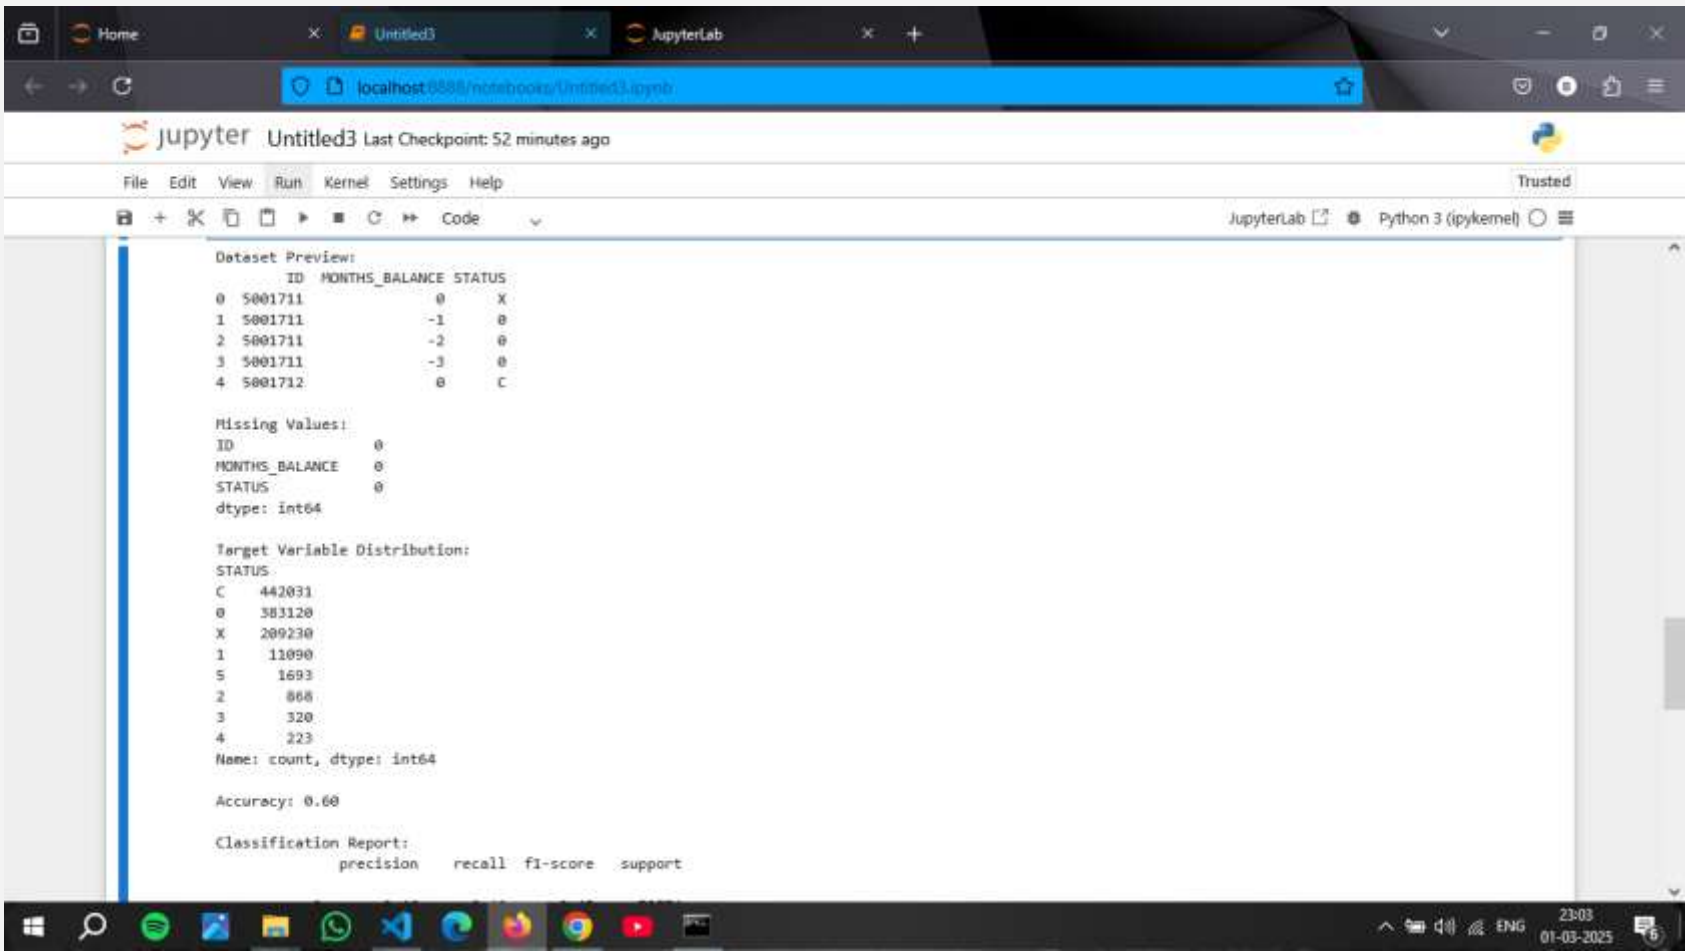 Home
Untitled3
JupyterLab
localhost:8888/notebooks/Untitled3.ipynb
jupyter Untitled3 Last Checkpoint: 52 minutes ago
File Edit View Run Kernel Settings Help
Trusted
Code
JupyterLab
Python 3 (ipykernel)
Dataset Preview:
ID MONTHS_BALANCE STATUS
0 5001711 0 X
1 5001711 -1 0
2 5001711 -2 0
3 5001711 -3 0
4 5001712 0 C
Missing Values:
ID 0
MONTHS_BALANCE 0
STATUS 0
dtype: int64
Target Variable Distribution:
STATUS
C 442031
0 383120
X 209230
1 11090
5 1693
2 868
3 320
4 223
Name: count, dtype: int64
Accuracy: 0.60
Classification Report:
precision recall f1-score support
ENG
23:03
01-03-2025